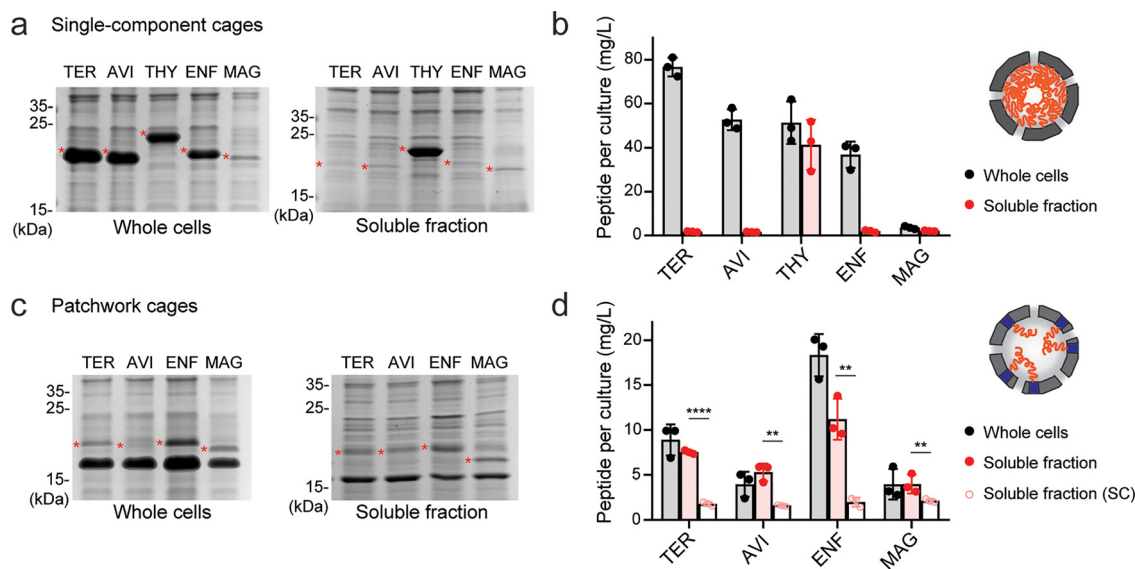 a Single-component cages
TER AVI THY ENF MAG
TER AVI THY ENF MAG
35-
25-
15-
(kDa)
Whole cells
35-
25-
15-
(kDa)
Soluble fraction
b
Peptide per culture (mg/L)
80
60
40
20
0
TER AVI THY ENF MAG
Whole cells
Soluble fraction
c Patchwork cages
TER AVI ENF MAG
TER AVI ENF MAG
35-
25-
15-
(kDa)
Whole cells
35-
25-
15-
(kDa)
Soluble fraction
d
Peptide per culture (mg/L)
20
15
10
5
0
****
**
**
**
TER AVI ENF MAG
Whole cells
Soluble fraction
Soluble fraction (SC)